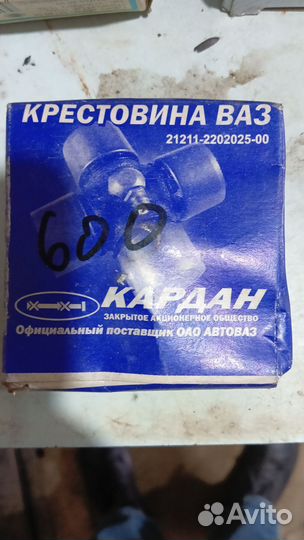 КРЕСТОВИНА ВАЗ
21211-2202025-00
600
КАРДАН
ЗАКРЫТОЕ АКЦИОНЕРНОЕ ОБЩЕСТВО
Официальный поставщик ОАО АВТОВАЗ
Avito